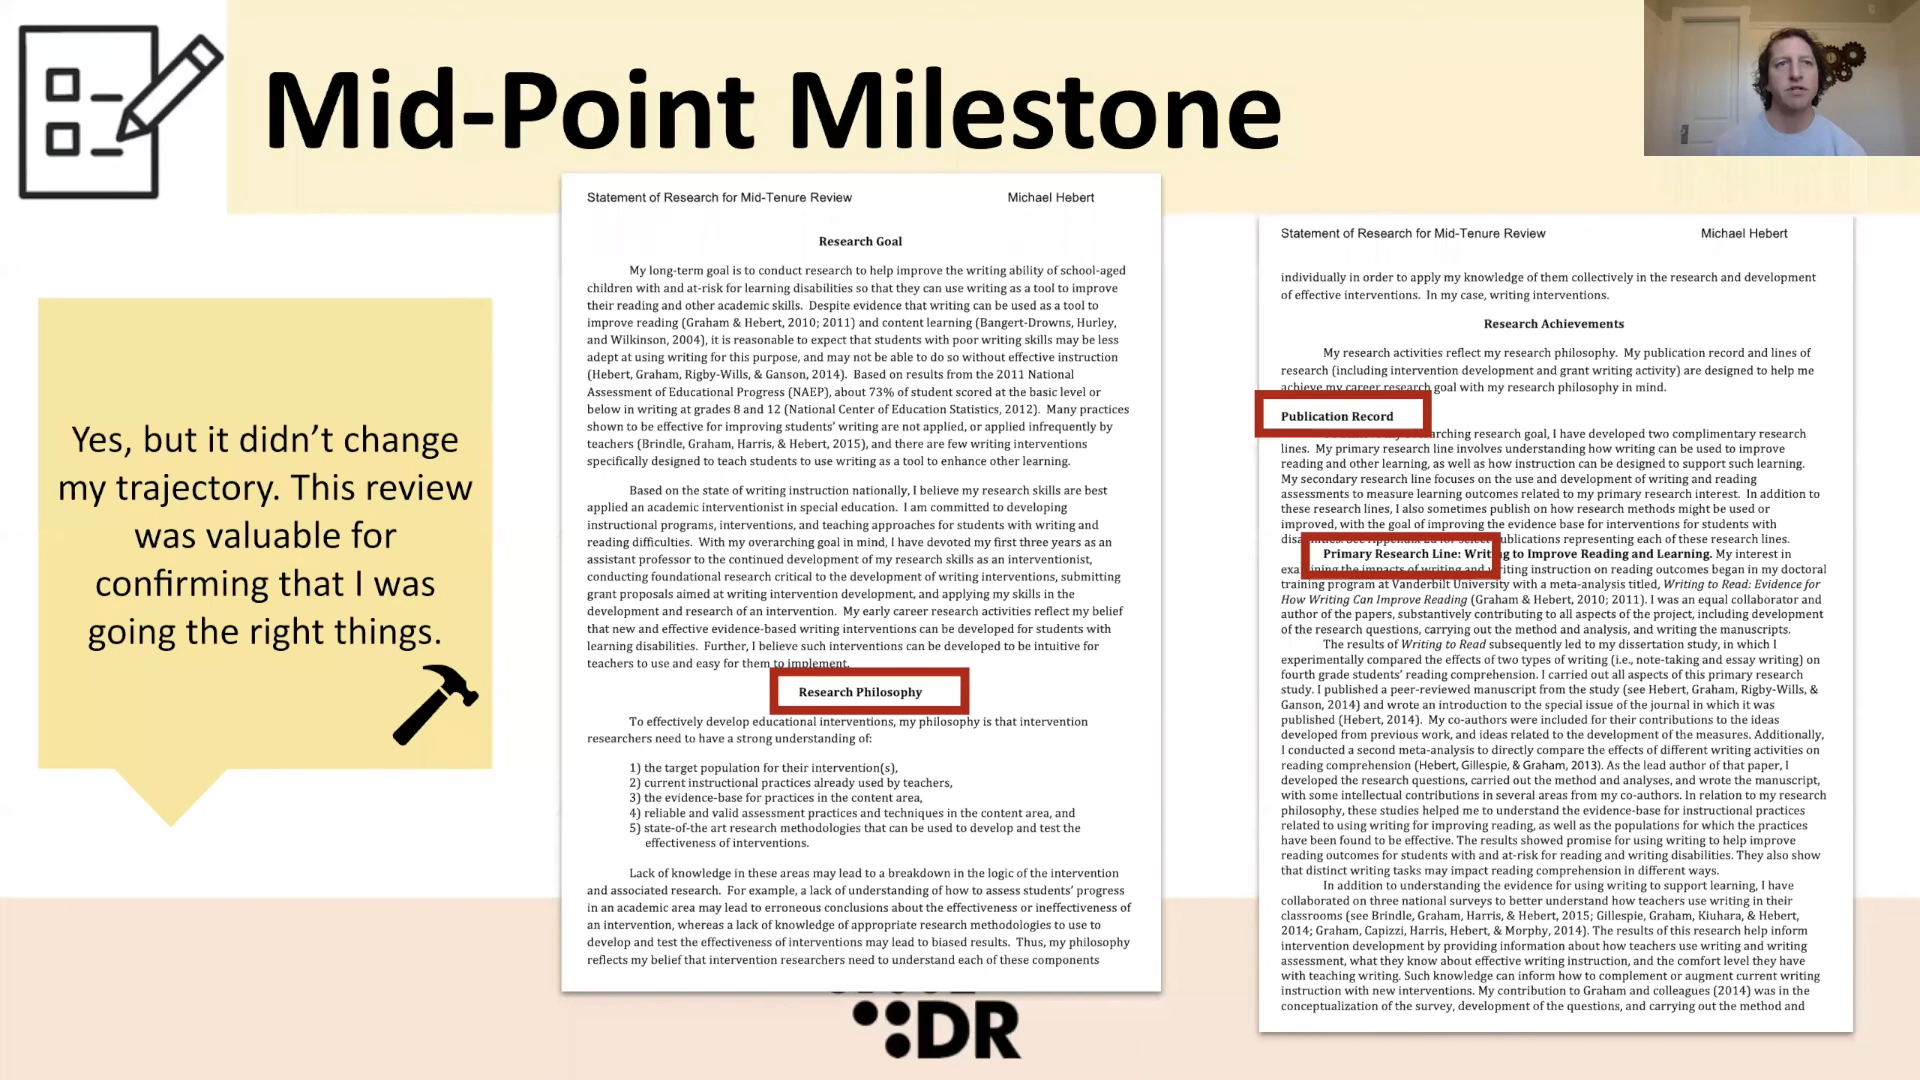 Mid-Point Milestone
Yes, but it didn’t change
my trajectory. This review
was valuable for
confirming that I was
going the right things.
Statement of Research for Mid-Tenure Review Michael Hebert
Research Goal
My long-term goal is to conduct research to help improve the writing ability of school-aged
children with and at-risk for learning disabilities so that they can use writing as a tool to improve
their reading and other academic skills. Despite evidence that writing can be used as a tool to
improve reading (Graham & Hebert, 2010; 2011) and content learning (Bangert-Drowns, Hurley,
and Wilkinson, 2004), it is reasonable to expect that students with poor writing skills may be less
adept at using writing for this purpose, and may not be able to do so without effective instruction
(Hebert, Graham, Rigby-Wills, & Ganson, 2014). Based on results from the 2011 National
Assessment of Educational Progress (NAEP), about 73% of student scored at the basic level or
below in writing at grades 8 and 12 (National Center of Education Statistics, 2012). Many practices
shown to be effective for improving students’ writing are not applied, or applied infrequently by
teachers (Brindle, Graham, Harris, & Hebert, 2015), and there are few writing interventions
specifically designed to teach students to use writing as a tool to enhance other learning.
Based on the state of writing instruction nationally, I believe my research skills are best
applied an academic interventionist in special education. I am committed to developing
instructional programs, interventions, and teaching approaches for students with writing and
reading difficulties. With my overarching goal in mind, I have devoted my first three years as an
assistant professor to the continued development of my research skills as an interventionist,
conducting foundational research critical to the development of writing interventions, submitting
grant proposals aimed at writing intervention development, and applying my skills in the
development and research of an intervention. My early career research activities reflect my belief
that new and effective evidence-based writing interventions can be developed for students with
learning disabilities. Further, I believe such interventions can be developed to be intuitive for
teachers to use and easy for them to implement.
Research Philosophy
To effectively develop educational interventions, my philosophy is that intervention
researchers need to have a strong understanding of:
1) the target population for their intervention(s),
2) current instructional practices already used by teachers,
3) the evidence-base for practices in the content area,
4) reliable and valid assessment practices and techniques in the content area, and
5) state-of-the art research methodologies that can be used to develop and test the
effectiveness of interventions.
Lack of knowledge in these areas may lead to a breakdown in the logic of the intervention
and associated research. For example, a lack of understanding of how to assess students’ progress
in an academic area may lead to erroneous conclusions about the effectiveness or ineffectiveness of
an intervention, whereas a lack of knowledge of appropriate research methodologies to use to
develop and test the effectiveness of interventions may lead to biased results. Thus, my philosophy
reflects my belief that intervention researchers need to understand each of these components
Statement of Research for Mid-Tenure Review Michael Hebert
individually in order to apply my knowledge of them collectively in the research and development
of effective interventions. In my case, writing interventions.
Research Achievements
My research activities reflect my research philosophy. My publication record and lines of
research (including intervention development and grant writing activity) are designed to help me
achieve my career research goal with my research philosophy in mind.
Publication Record
arching research goal, I have developed two complimentary research
lines. My primary research line involves understanding how writing can be used to improve
reading and other learning, as well as how instruction can be designed to support such learning.
My secondary research line focuses on the use and development of writing and reading
assessments to measure learning outcomes related to my primary research interest. In addition to
these research lines, I also sometimes publish on how research methods might be used or
improved, with the goal of improving the evidence base for interventions for students with
publications representing each of these research lines.
Primary Research Line: Writing to Improve Reading and Learning. My interest in
the impacts of writing and writing instruction on reading outcomes began in my doctoral
training program at Vanderbilt University with a meta-analysis titled, Writing to Read: Evidence for
How Writing Can Improve Reading (Graham & Hebert, 2010; 2011). I was an equal collaborator and
author of the papers, substantively contributing to all aspects of the project, including development
of the research questions, carrying out the method and analysis, and writing the manuscripts.
The results of Writing to Read subsequently led to my dissertation study, in which I
experimentally compared the effects of two types of writing (i.e., note-taking and essay writing) on
fourth grade students’ reading comprehension. I carried out all aspects of this primary research
study. I published a peer-reviewed manuscript from the study (see Hebert, Graham, Rigby-Wills, &
Ganson, 2014) and wrote an introduction to the special issue of the journal in which it was
published (Hebert, 2014). My co-authors were included for their contributions to the ideas
developed from previous work, and ideas related to the development of the measures. Additionally,
I conducted a second meta-analysis to directly compare the effects of different writing activities on
reading comprehension (Hebert, Gillespie, & Graham, 2013). As the lead author of that paper, I
developed the research questions, carried out the method and analyses, and wrote the manuscript,
with some intellectual contributions in several areas from my co-authors. In relation to my research
philosophy, these studies helped me to understand the evidence-base for instructional practices
related to using writing for improving reading, as well as the populations for which the practices
have been found to be effective. The results showed promise for using writing to help improve
reading outcomes for students with and at-risk for reading and writing disabilities. They also show
that distinct writing tasks may impact reading comprehension in different ways.
In addition to understanding the evidence for using writing to support learning, I have
collaborated on three national surveys to better understand how teachers use writing in their
classrooms (see Brindle, Graham, Harris, & Hebert, 2015; Gillespie, Graham, Kiuhara, & Hebert,
2014; Graham, Capizzi, Harris, Hebert, & Morphy, 2014). The results of this research help inform
intervention development by providing information about how teachers use writing and writing
assessment, what they know about effective writing instruction, and the comfort level they have
with teaching writing. Such knowledge can inform how to complement or augment current writing
instruction with new interventions. My contribution to Graham and colleagues (2014) was in the
conceptualization of the survey, development of the questions, and carrying out the method and
DR